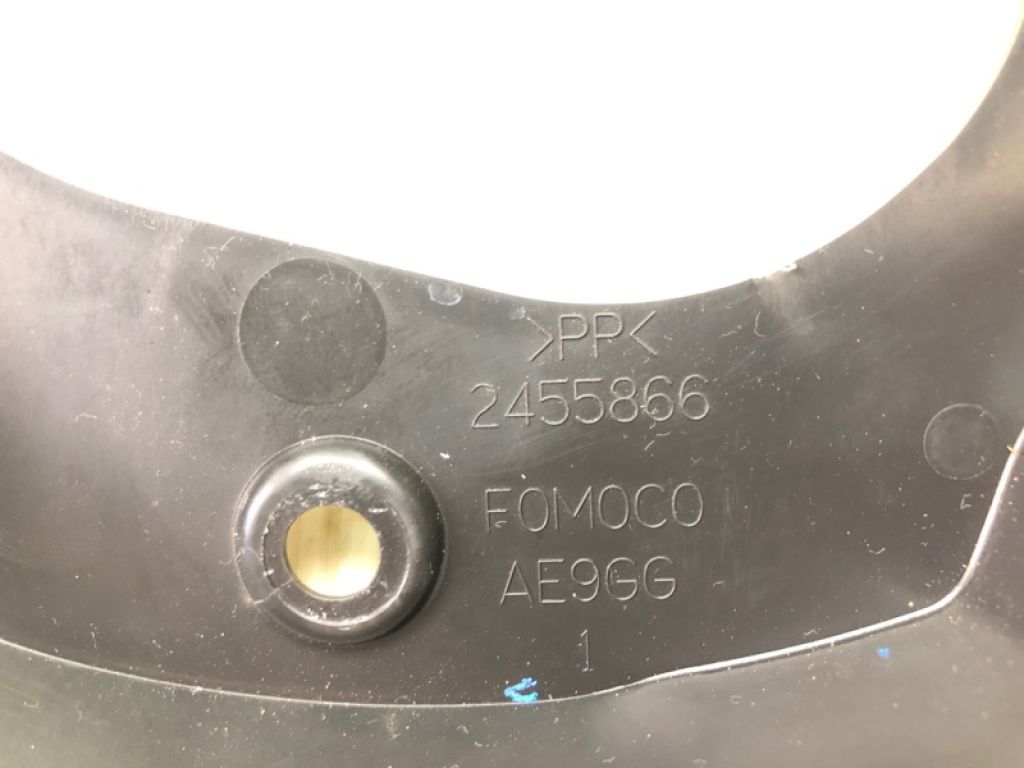 >PP<
2455866
FOMOCO
AE9GG
1